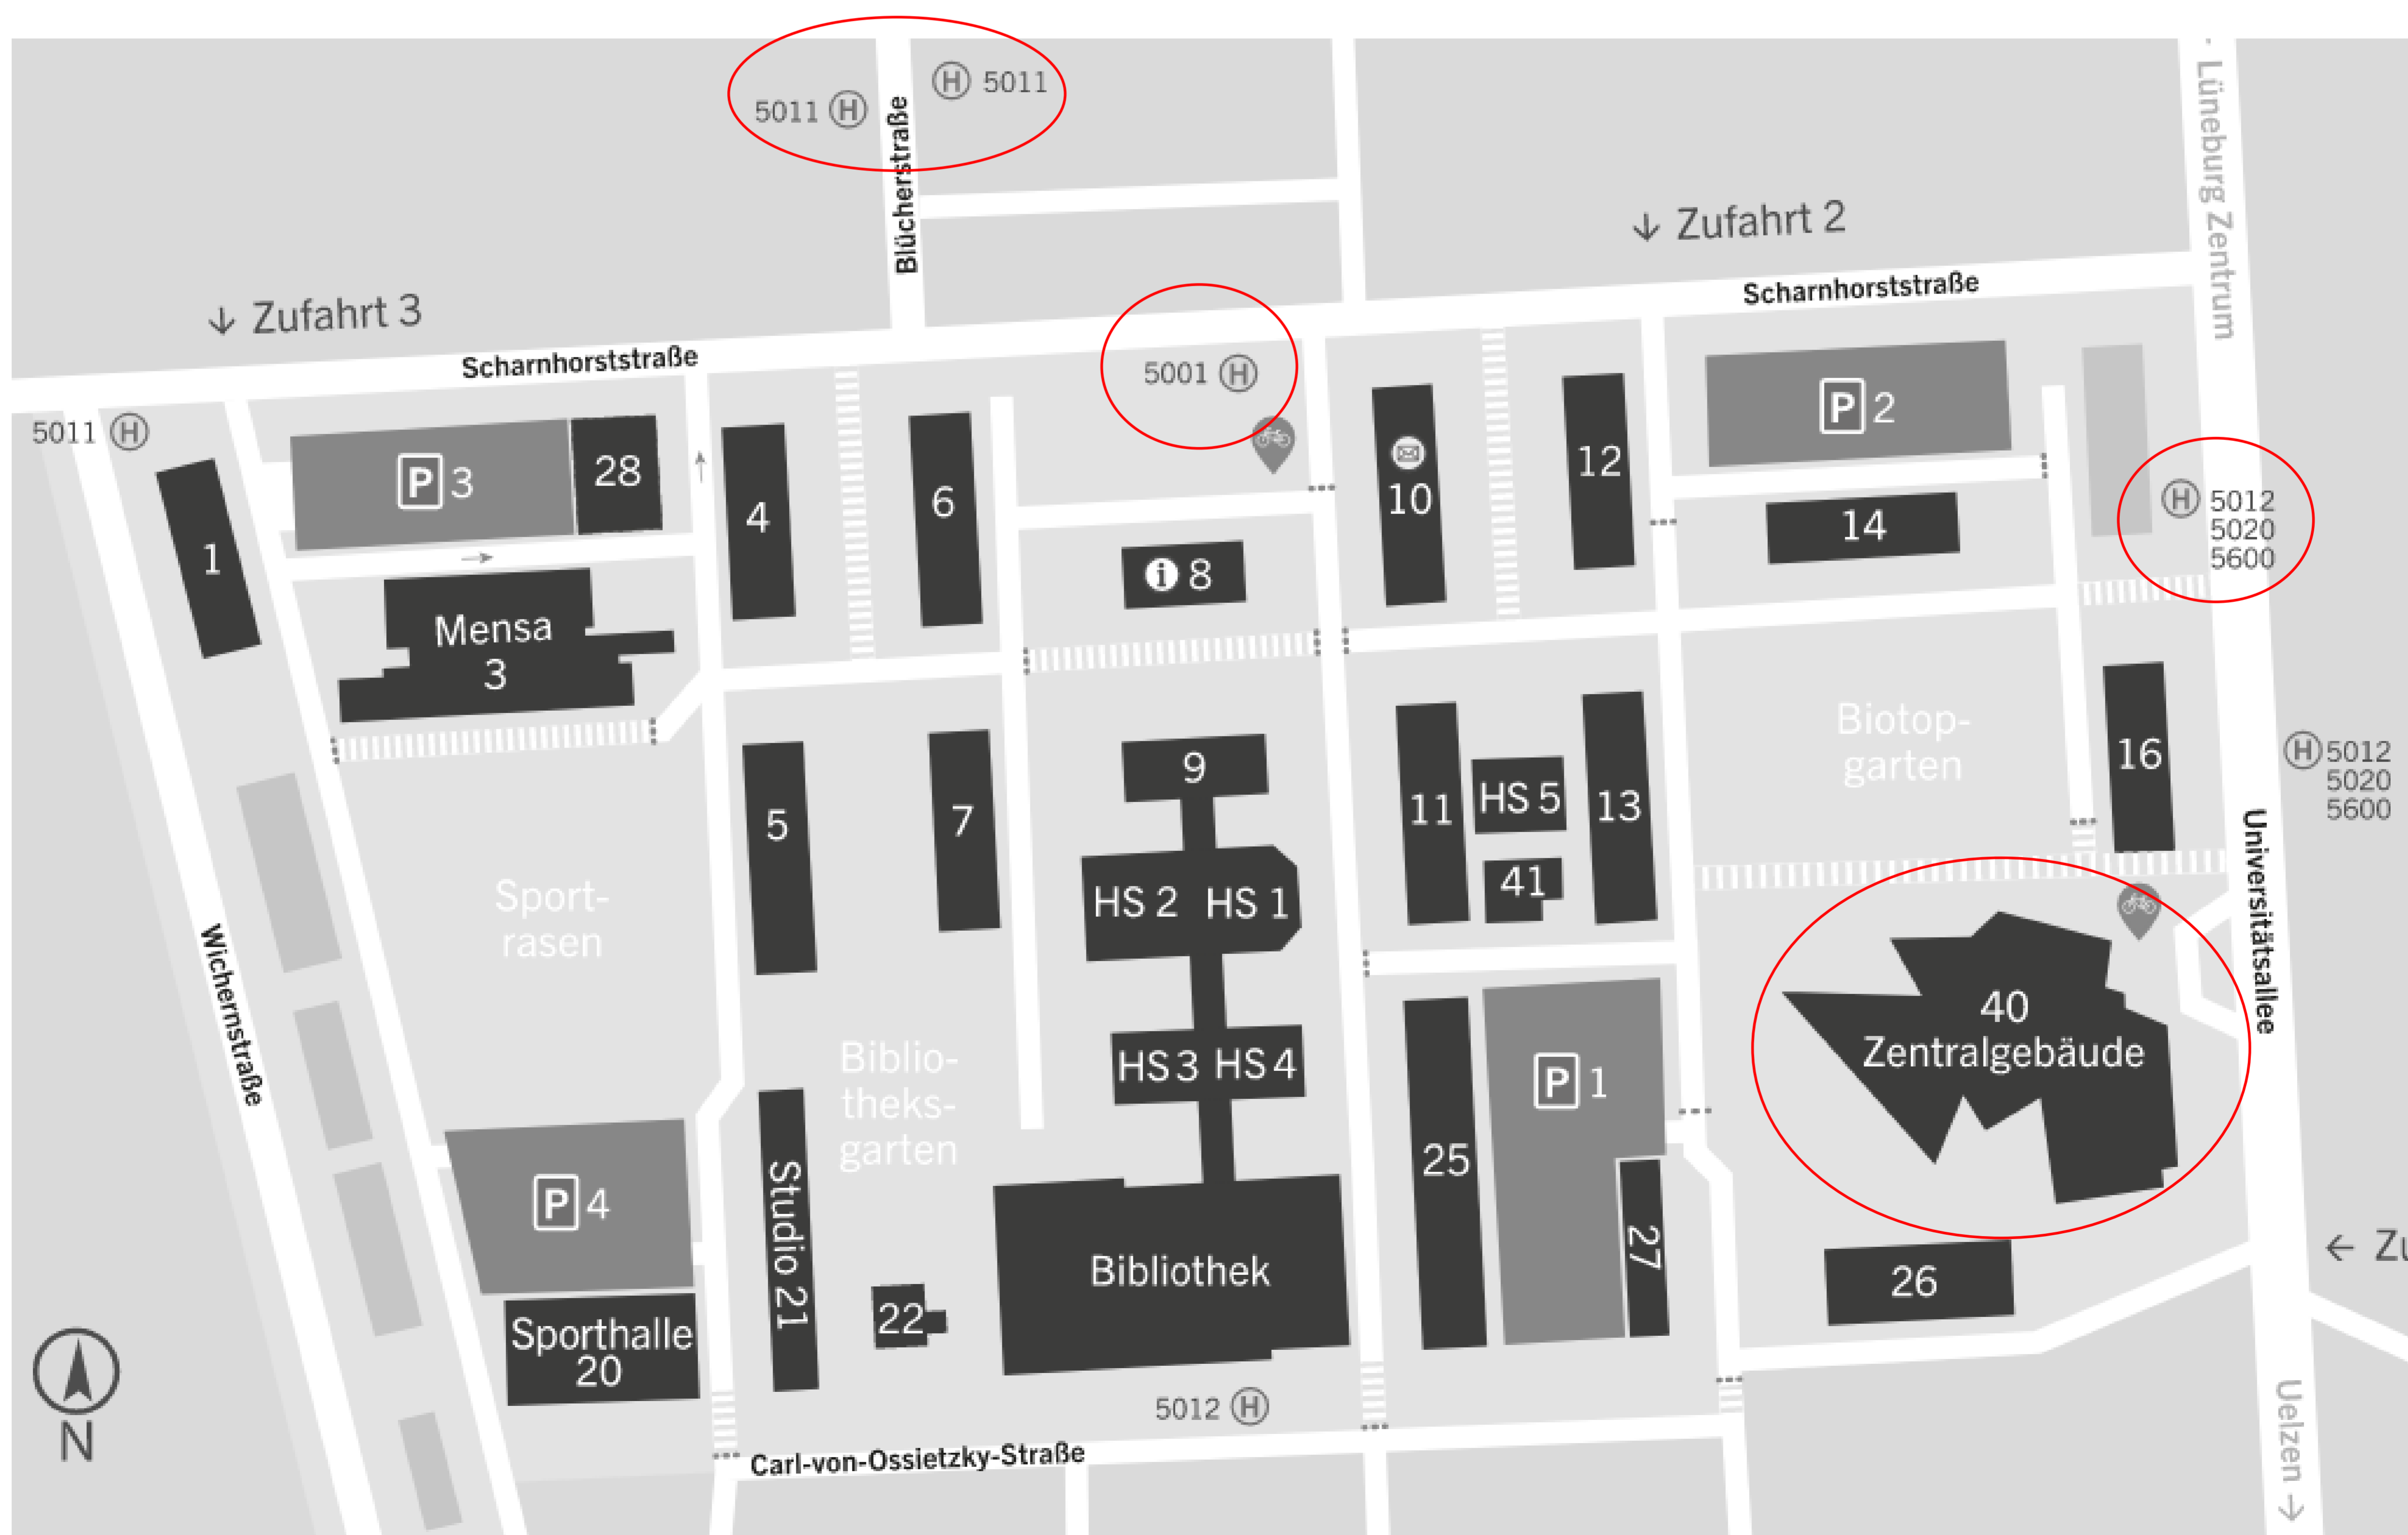 H 5011
5011 H
Blücherstraße
Lüneburg Zentrum
↓ Zufahrt 2
Scharnhorststraße
↓ Zufahrt 3
Scharnhorststraße
5001 H
5011 H
P 3
28
4
6
10
12
P 2
14
H 5012
5020
5600
1
i 8
Mensa
3
5
7
9
11
HS 5
13
41
Biotop-
garten
16
H 5012
5020
5600
Universitätsallee
HS 2 HS 1
Sport-
rasen
Wichernstraße
40
Zentralgebäude
HS 3 HS 4
Biblio-
theks-
garten
P 1
25
27
P 4
Studio 21
22
Bibliothek
26
Sporthalle
20
N
5012 H
Carl-von-Ossietzky-Straße
Uelzen →